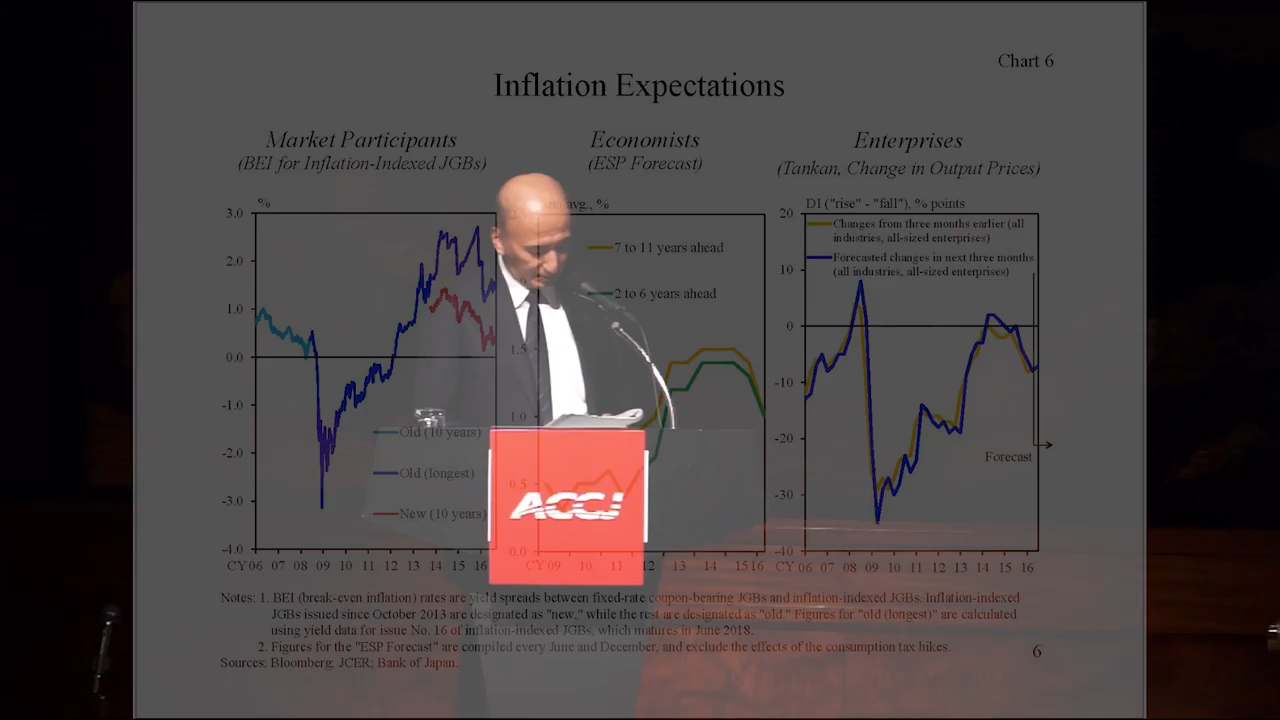 Chart 6
Inflation Expectations
Market Participants
(BEI for Inflation-Indexed JGBs)
%
3.0
2.0
1.0
0.0
-1.0
-2.0
-3.0
-4.0
Old (10 years)
Old (longest)
New (10 years)
CY 06 07 08 09 10 11 12 13 14 15 16
Economists
(ESP Forecast)
avg., %
1.5
1.0
0.5
0.0
7 to 11 years ahead
2 to 6 years ahead
CY 09 10 11 12 13 14 15 16
Enterprises
(Tankan, Change in Output Prices)
DI ("rise" - "fall"), % points
20
10
0
-10
-20
-30
-40
Changes from three months earlier (all
industries, all-sized enterprises)
Forecasted changes in next three months
(all industries, all-sized enterprises)
Forecast
CY 06 07 08 09 10 11 12 13 14 15 16
ACCJ
Notes: 1. BEI (break-even inflation) rates are yield spreads between fixed-rate coupon-bearing JGBs and inflation-indexed JGBs. Inflation-indexed
JGBs issued since October 2013 are designated as "new," while the rest are designated as "old." Figures for "old (longest)" are calculated
using yield data for issue No. 16 of inflation-indexed JGBs, which matures in June 2018.
2. Figures for the "ESP Forecast" are compiled every June and December, and exclude the effects of the consumption tax hikes.
Sources: Bloomberg; JCER; Bank of Japan.
6